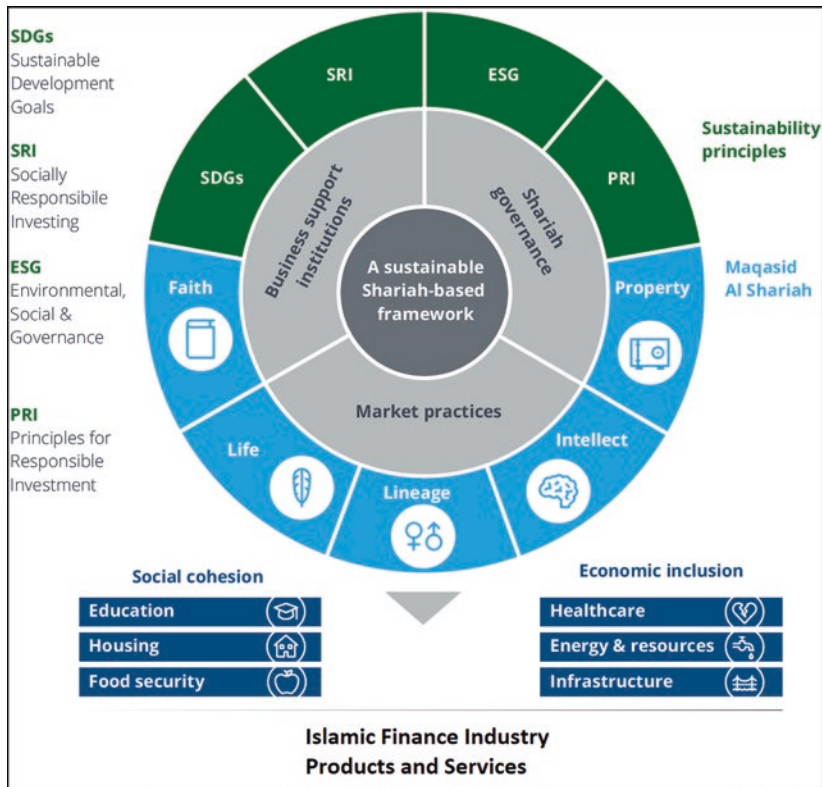 SDGs
Sustainable
Development
Goals
SRI
Socially
Responsibile
Investing
ESG
Environmental,
Social &
Governance
PRI
Principles for
Responsible
Investment
SDGs
SRI
ESG
PRI
Sustainability
principles
Maqasid
Al Shariah
Business support
institutions
Shariah
governance
A sustainable
Shariah-based
framework
Market practices
Faith
Life
Lineage
Intellect
Property
Social cohesion
Education
Housing
Food security
Economic inclusion
Healthcare
Energy & resources
Infrastructure
Islamic Finance Industry
Products and Services